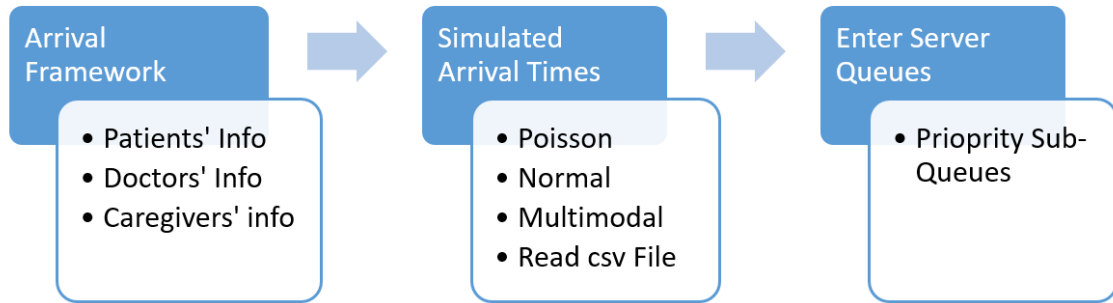 Arrival
Framework
• Patients' Info
• Doctors' Info
• Caregivers' info
Simulated
Arrival Times
• Poisson
• Normal
• Multimodal
• Read csv File
Enter Server
Queues
• Prioprity Sub-
Queues